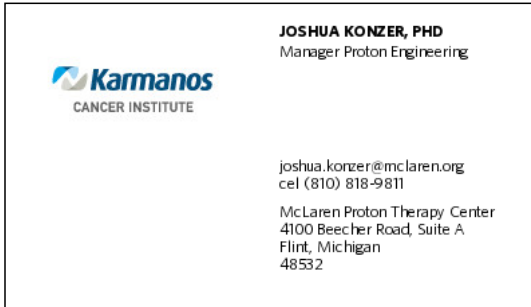 JOSHUA KONZER, PHD
Manager Proton Engineering
Karmanos
CANCER INSTITUTE
joshua.konzer@mclaren.org
cel (810) 818-9811
McLaren Proton Therapy Center
4100 Beecher Road, Suite A
Flint, Michigan
48532